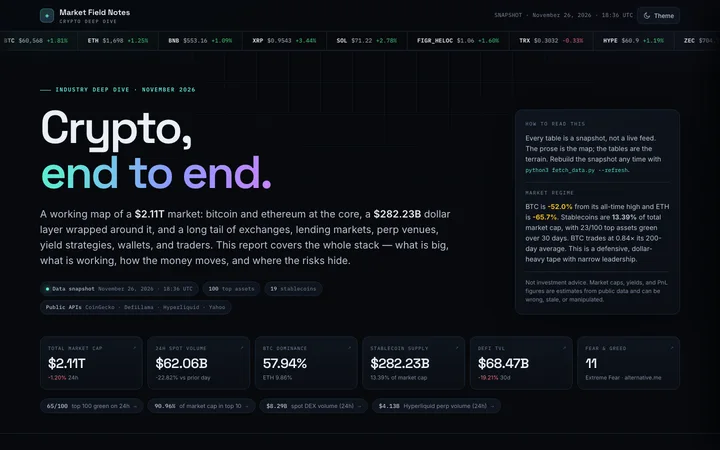 Market Field Notes
CRYPTO DEEP DIVE
SNAPSHOT · November 26, 2026 · 18:36 UTC
Theme
$60,568 +1.81% ETH $1,698 +1.25% BNB $553.16 +1.09% XRP $0.9543 +3.44% SOL $71.22 +2.78% FIGR_HELOC $1.06 +1.60% TRX $0.3032 -0.33% HYPE $60.9 +1.19% ZEC
INDUSTRY DEEP DIVE · NOVEMBER 2026
Crypto,
end to end.
A working map of a $2.11T market: bitcoin and ethereum at the core, a $282.23B dollar
layer wrapped around it, and a long tail of exchanges, lending markets, perp venues,
yield strategies, wallets, and traders. This report covers the whole stack — what is big,
what is working, how the money moves, and where the risks hide.
Data snapshot November 26, 2026 · 18:36 UTC
100 top assets
19 stablecoins
Public APIs CoinGecko · DefiLlama · Hyperliquid · Yahoo
HOW TO READ THIS
Every table is a snapshot, not a live feed.
The prose is the map; the tables are the
terrain. Rebuild the snapshot any time with
python3 fetch_data.py --refresh.
MARKET REGIME
BTC is -52.0% from its all-time high and ETH
is -65.7%. Stablecoins are 13.39% of total
market cap, with 23/100 top assets green
over 30 days. BTC trades at 0.84× its 200-
day average. This is a defensive, dollar-
heavy tape with narrow leadership.
Not investment advice. Market caps, yields, and PnL
figures are estimates from public data and can be
wrong, stale, or manipulated.
TOTAL MARKET CAP
$2.11T
-1.20% 24h
24H SPOT VOLUME
$62.06B
-22.82% vs prior day
BTC DOMINANCE
57.94%
ETH 9.86%
STABLECOIN SUPPLY
$282.23B
13.39% of market cap
DEFI TVL
$68.47B
-19.21% 30d
FEAR & GREED
11
Extreme Fear · alternative.me
65/100 top 100 green on 24h →
90.96% of market cap in top 10 →
$8.29B spot DEX volume (24h) →
$4.13B Hyperliquid perp volume (24h) →